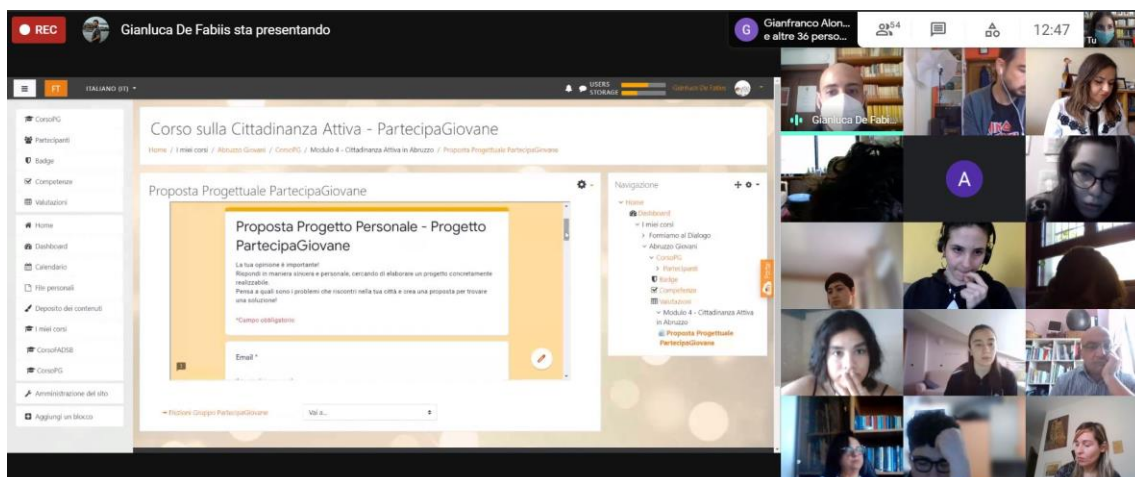 REC
Gianluca De Fabiis sta presentando
G
Gianfranco Alon...
e altre 36 perso...
54
12:47
Tu
FT
ITALIANO (IT)
USERS
STORAGE
Gianluca De Fabiis
CorsoPG
Partecipanti
Badge
Competenze
Valutazioni
Home
Dashboard
Calendario
File personali
Deposito dei contenuti
I miei corsi
CorsoFADSB
CorsoPG
Amministrazione del sito
Aggiungi un blocco
Corso sulla Cittadinanza Attiva - PartecipaGiovane
Home / I miei corsi / Abruzzo Giovani / CorsoPG / Modulo 4 - Cittadinanza Attiva in Abruzzo / Proposta Progettuale PartecipaGiovane
Proposta Progettuale PartecipaGiovane
Proposta Progetto Personale - Progetto
PartecipaGiovane
La tua opinione è importante!
Rispondi in maniera sincera e personale, cercando di elaborare un progetto concretamente
realizzabile.
Pensa a quali sono i problemi che riscontri nella tua città e crea una proposta per trovare
una soluzione!
*Campo obbligatorio
Email *
Vai a...
Navigazione
Home
Dashboard
I miei corsi
Formiamo al Dialogo
Abruzzo Giovani
CorsoPG
Partecipanti
Badge
Competenze
Valutazioni
Modulo 4 - Cittadinanza Attiva
in Abruzzo
Proposta Progettuale
PartecipaGiovane
Gianluca De Fabi...
A